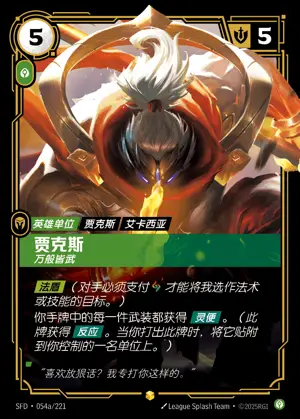 5
5
英雄单位 贾克斯 艾卡西亚
贾克斯
万般皆武
法盾 （对手必须支付 才能将我选作法术
或技能的目标。）
你手牌中的每一件武装都获得 灵便 。（此
牌获得 反应 。当你打出此牌时，将它贴附
到你控制的一名单位上。）
“喜欢放狠话？我专打你这样的。”
SFD • 054a/221
League Splash Team • ©2025RGI